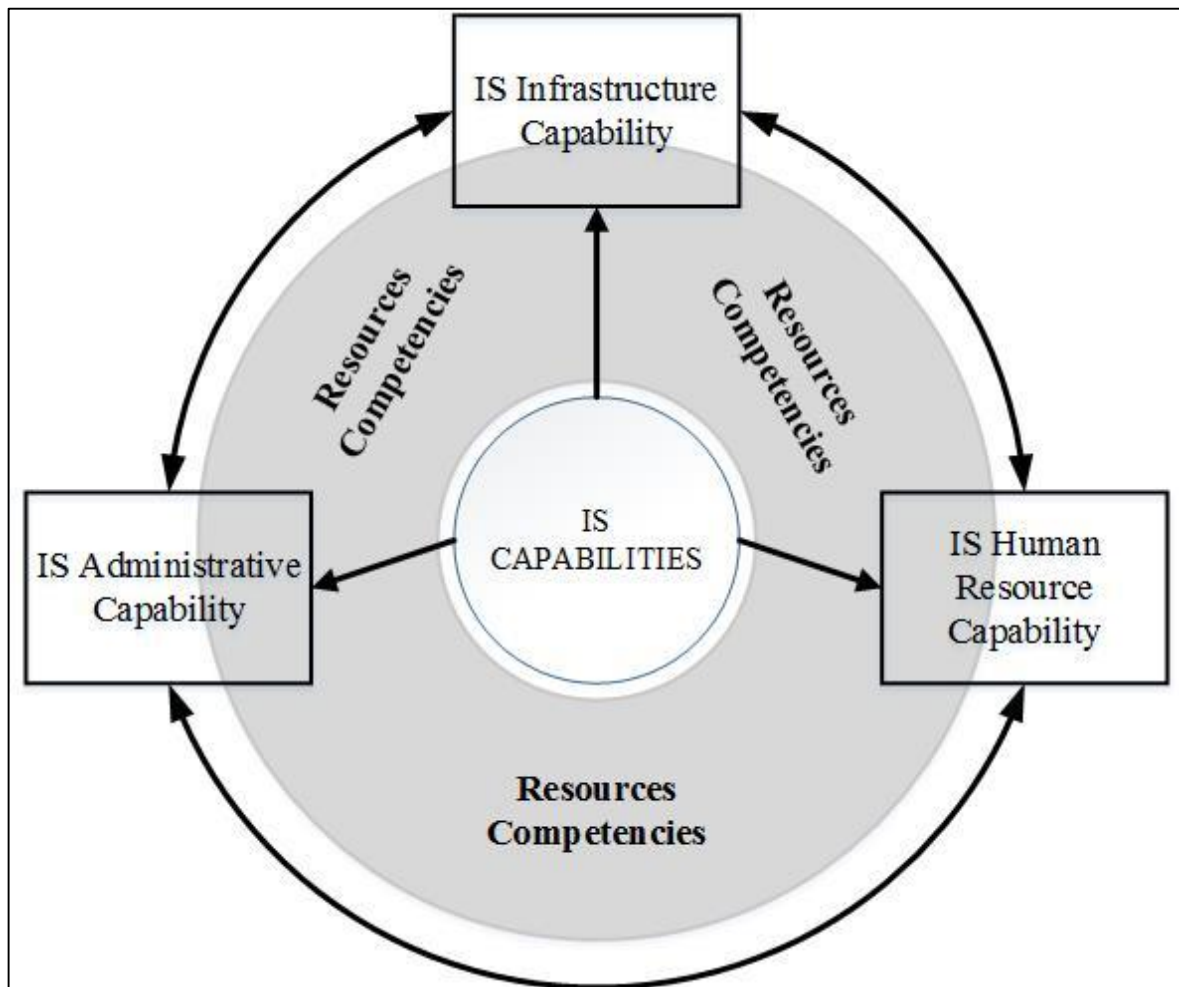 IS Infrastructure
Capability
Resources
Competencies
Resources
Competencies
IS Administrative
Capability
IS
CAPABILITIES
IS Human
Resource
Capability
Resources
Competencies